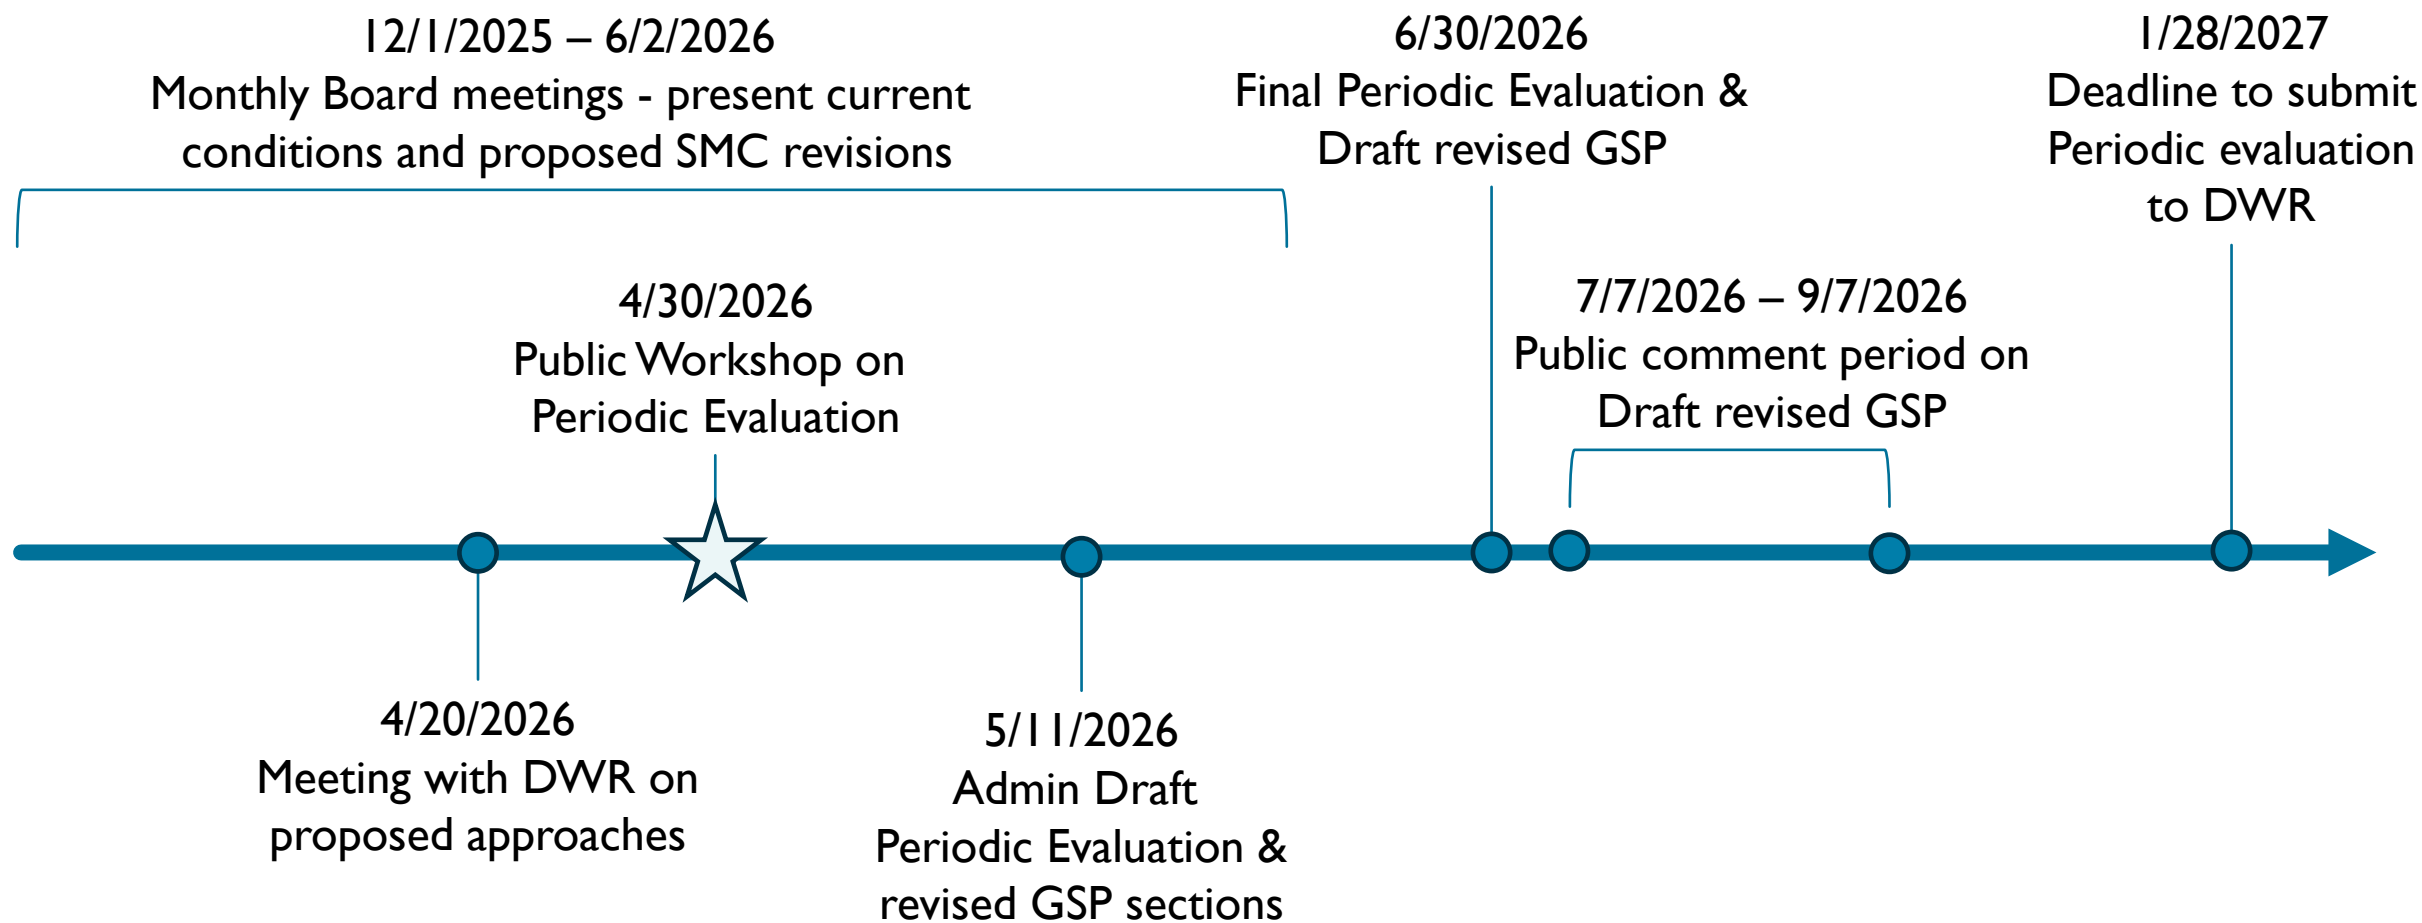 12/1/2025 – 6/2/2026
Monthly Board meetings - present current
conditions and proposed SMC revisions
6/30/2026
Final Periodic Evaluation &
Draft revised GSP
1/28/2027
Deadline to submit
Periodic evaluation
to DWR
4/30/2026
Public Workshop on
Periodic Evaluation
7/7/2026 – 9/7/2026
Public comment period on
Draft revised GSP
4/20/2026
Meeting with DWR on
proposed approaches
5/11/2026
Admin Draft
Periodic Evaluation &
revised GSP sections